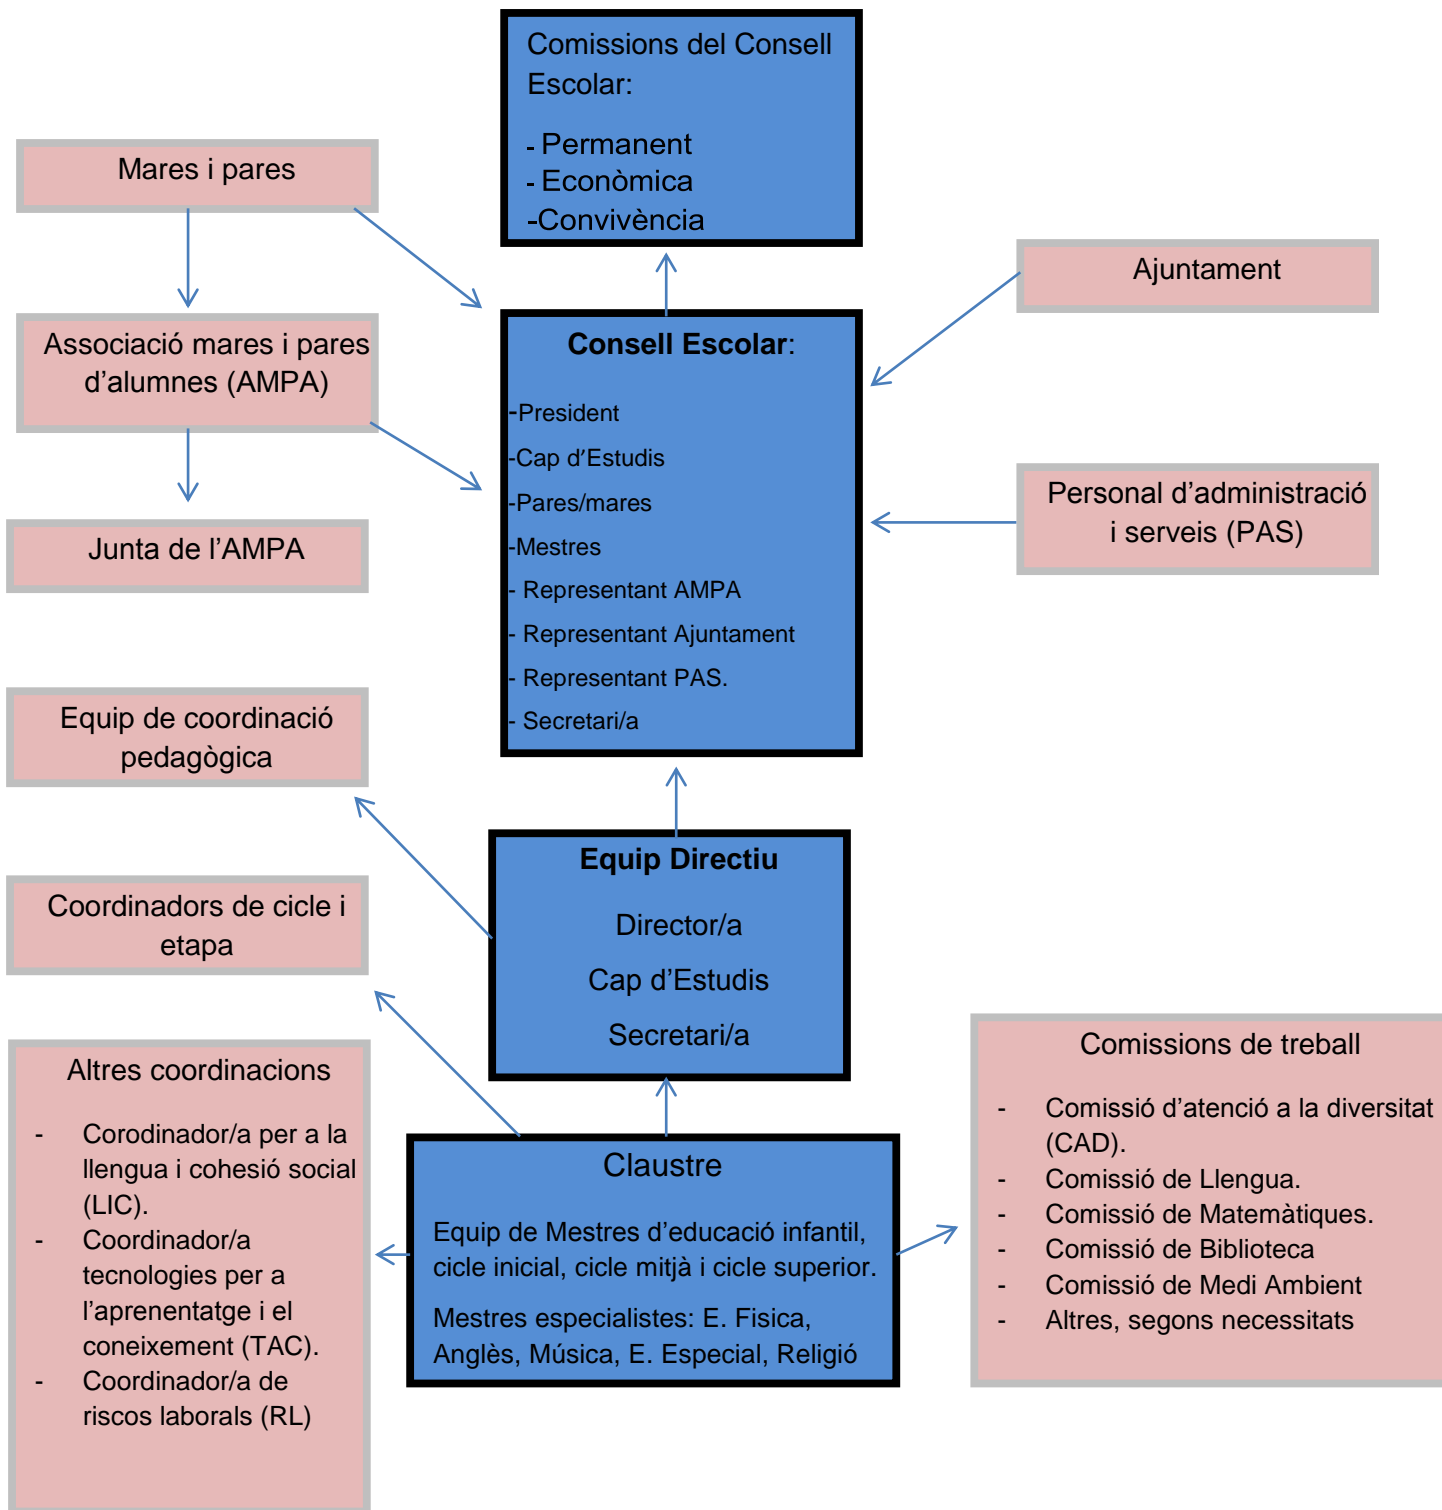 Comissions del Consell
Escolar:
- Permanent
- Econòmica
-Convivència
Mares i pares
Ajuntament
Associació mares i pares
d’alumnes (AMPA)
Consell Escolar:
-President
-Cap d’Estudis
-Pares/mares
-Mestres
- Representant AMPA
- Representant Ajuntament
- Representant PAS.
- Secretari/a
Personal d’administració
i serveis (PAS)
Junta de l’AMPA
Equip de coordinació
pedagògica
Equip Directiu
Director/a
Cap d’Estudis
Secretari/a
Coordinadors de cicle i
etapa
Altres coordinacions
- Corodinador/a per a la
llengua i cohesió social
(LIC).
- Coordinador/a
tecnologies per a
l’aprenentatge i el
coneixement (TAC).
- Coordinador/a de
riscos laborals (RL)
Claustre
Equip de Mestres d’educació infantil,
cicle inicial, cicle mitjà i cicle superior.
Mestres especialistes: E. Fisica,
Anglès, Música, E. Especial, Religió
Comissions de treball
- Comissió d’atenció a la diversitat
(CAD).
- Comissió de Llengua.
- Comissió de Matemàtiques.
- Comissió de Biblioteca
- Comissió de Medi Ambient
- Altres, segons necessitats